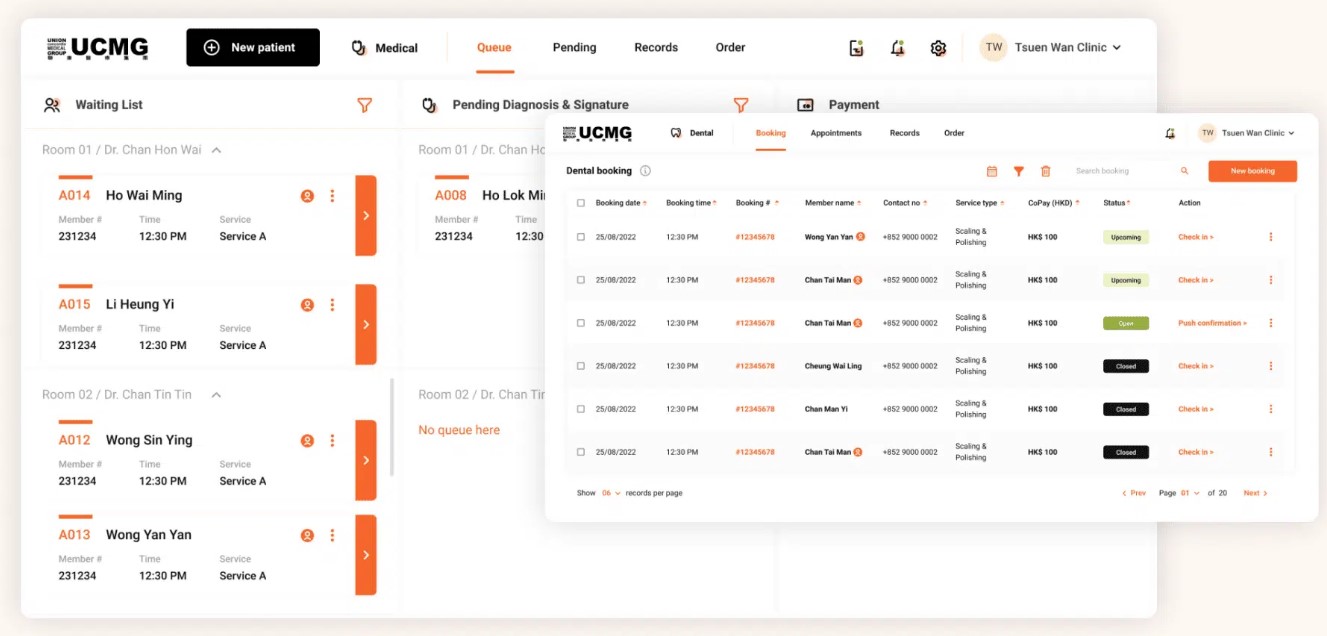 UNION
MEDICAL
GROUP
UCMG
New patient
Medical
Queue
Pending
Records
Order
TW
Tsuen Wan Clinic
Waiting List
Pending Diagnosis & Signature
Payment
Room 01 / Dr. Chan Hon Wai
A014 Ho Wai Ming
Member # Time Service
231234 12:30 PM Service A
A015 Li Heung Yi
Member # Time Service
231234 12:30 PM Service A
Room 02 / Dr. Chan Tin Tin
A012 Wong Sin Ying
Member # Time Service
231234 12:30 PM Service A
A013 Wong Yan Yan
Member # Time Service
231234 12:30 PM Service A
Room 01 / Dr. Chan Ho
A008 Ho Lok Mi
Member # Time
231234 12:30
Room 02 / Dr. Chan Tin
No queue here
UCMG
Dental
Booking
Appointments
Records
Order
TW
Tsuen Wan Clinic
Dental booking
Search booking
New booking
Booking date Booking time Booking # Member name Contact no Service type CoPay (HKD) Status Action
25/08/2022 12:30 PM #12345678 Wong Yan Yan +852 9000 0002 Scaling & Polishing HK$ 100 Upcoming Check in >
25/08/2022 12:30 PM #12345678 Chan Tai Man +852 9000 0002 Scaling & Polishing HK$ 100 Upcoming Check in >
25/08/2022 12:30 PM #12345678 Chan Tai Man +852 9000 0002 Scaling & Polishing HK$ 100 Open Push confirmation >
25/08/2022 12:30 PM #12345678 Cheung Wai Ling +852 9000 0002 Scaling & Polishing HK$ 100 Closed Check in >
25/08/2022 12:30 PM #12345678 Chan Man Yi +852 9000 0002 Scaling & Polishing HK$ 100 Closed Check in >
25/08/2022 12:30 PM #12345678 Chan Tai Man +852 9000 0002 Scaling & Polishing HK$ 100 Closed Check in >
Show 06 records per page
< Prev Page 01 of 20 Next >